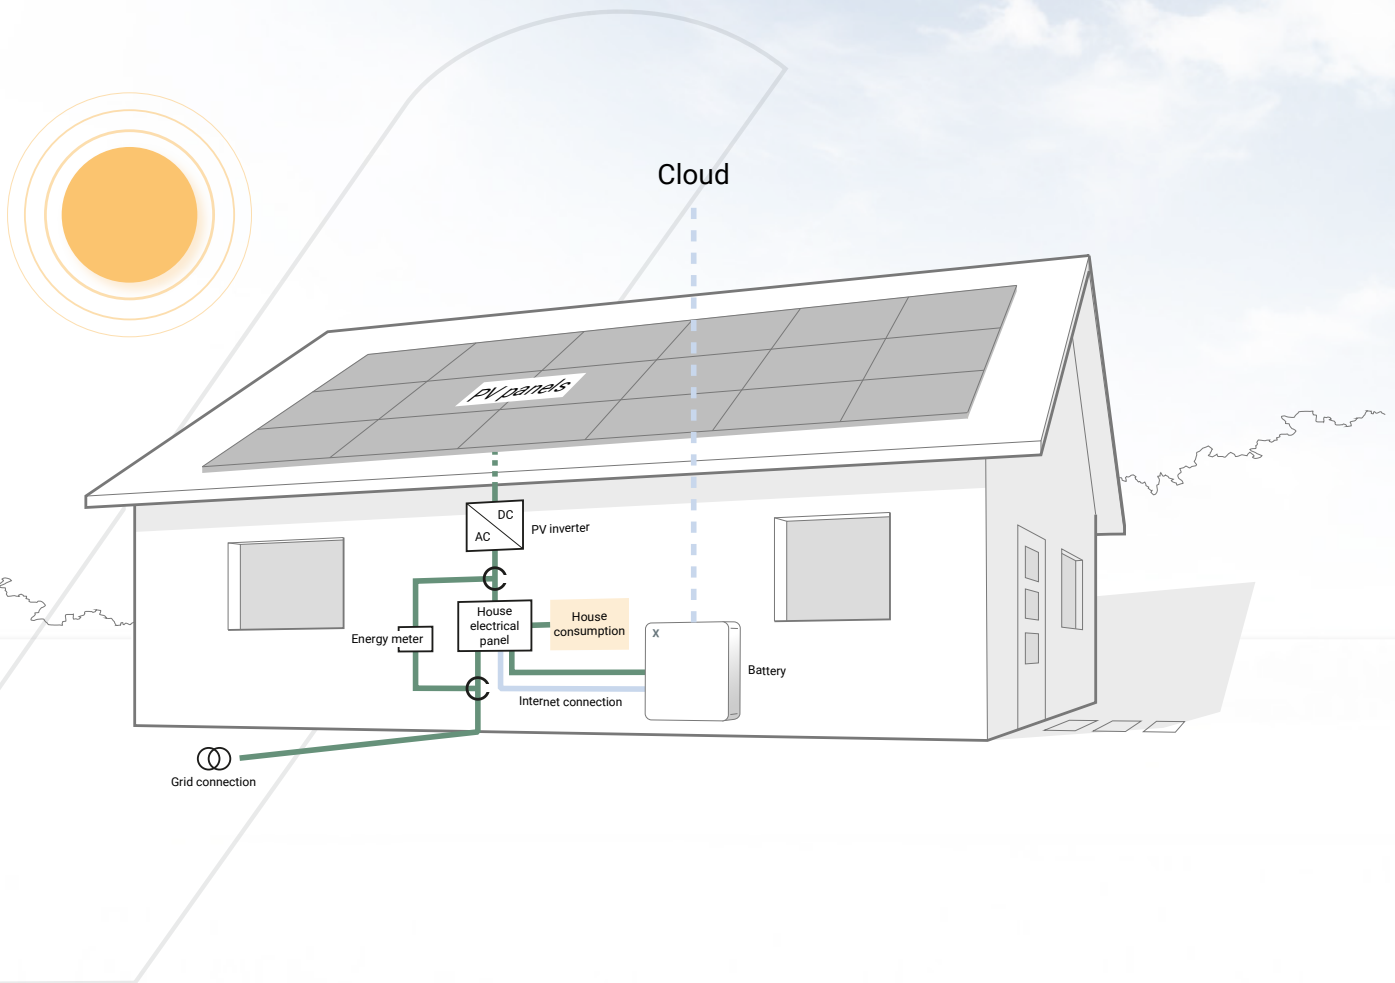 Cloud
PV panels
DC
AC
PV inverter
House
electrical
panel
House
consumption
Energy meter
x
Battery
Internet connection
Grid connection